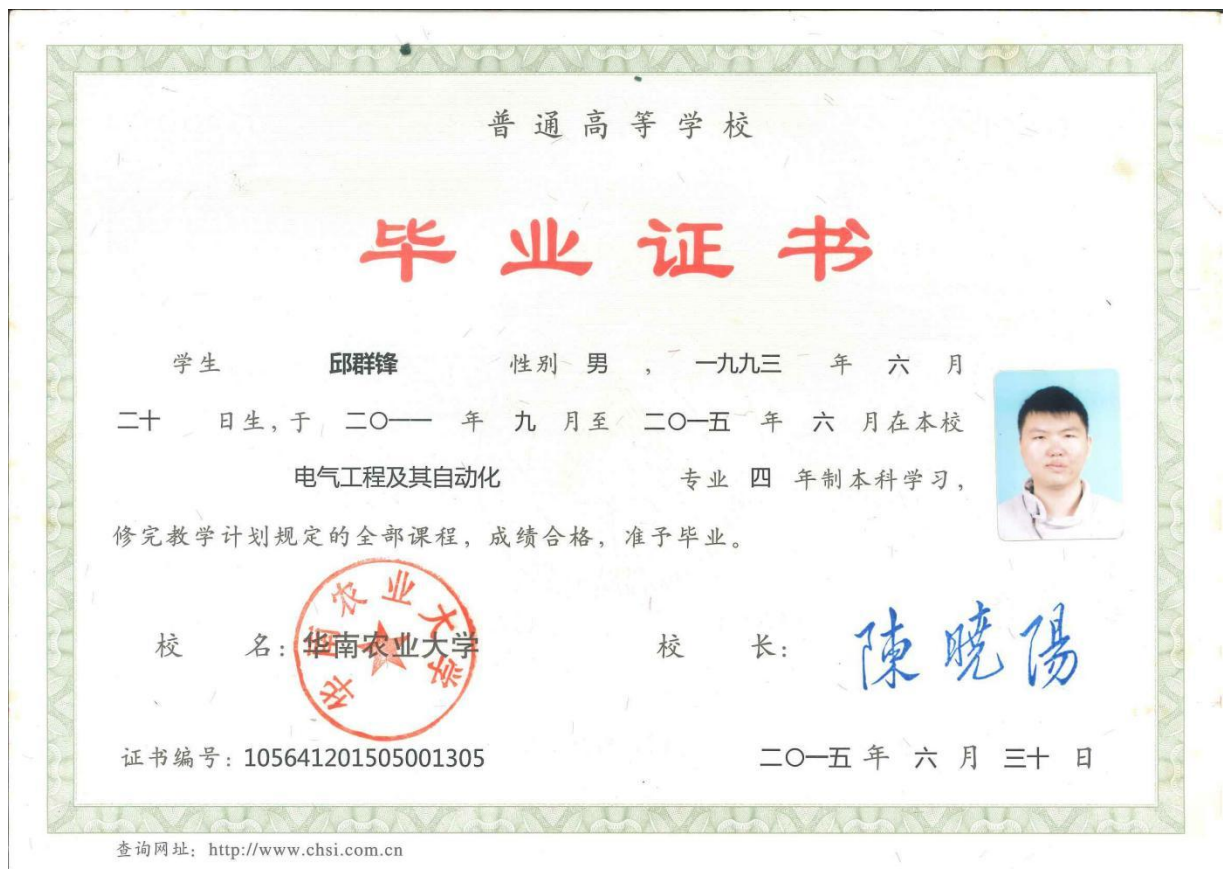 普通高等学校
毕业证书
学生 邱群锋 性别 男 , 一九九三 年 六 月
二十 日生,于 二〇一一 年 九 月至 二〇一五 年 六 月在本校
电气工程及其自动化 专业 四 年制本科学习,
修完教学计划规定的全部课程,成绩合格,准予毕业。
华南农业大学
校 名:华南农业大学 校 长:陳曉陽
证书编号:105641201505001305 二〇一五 年 六 月 三十 日
查询网址:http://www.chsi.com.cn